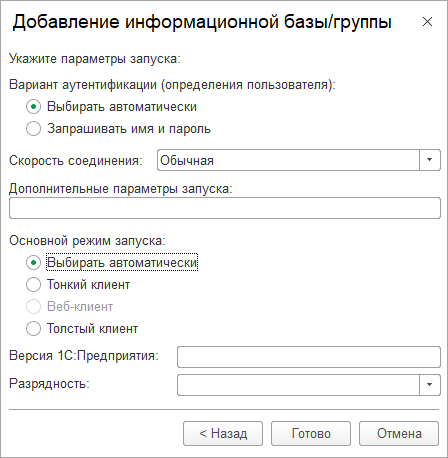 Добавление информационной базы/группы
Укажите параметры запуска:
Вариант аутентификации (определения пользователя):
Выбирать автоматически
Запрашивать имя и пароль
Скорость соединения: Обычная
Дополнительные параметры запуска:
Основной режим запуска:
Выбирать автоматически
Тонкий клиент
Веб-клиент
Толстый клиент
Версия 1С:Предприятия:
Разрядность:
< Назад Готово Отмена